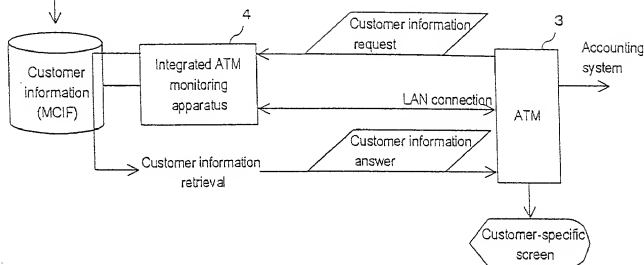 4
3
Customer information
request
Accounting
system
Customer
information
(MCIF)
Integrated ATM
monitoring
apparatus
LAN connection
ATM
Customer information
answer
Customer information
retrieval
Customer-specific
screen